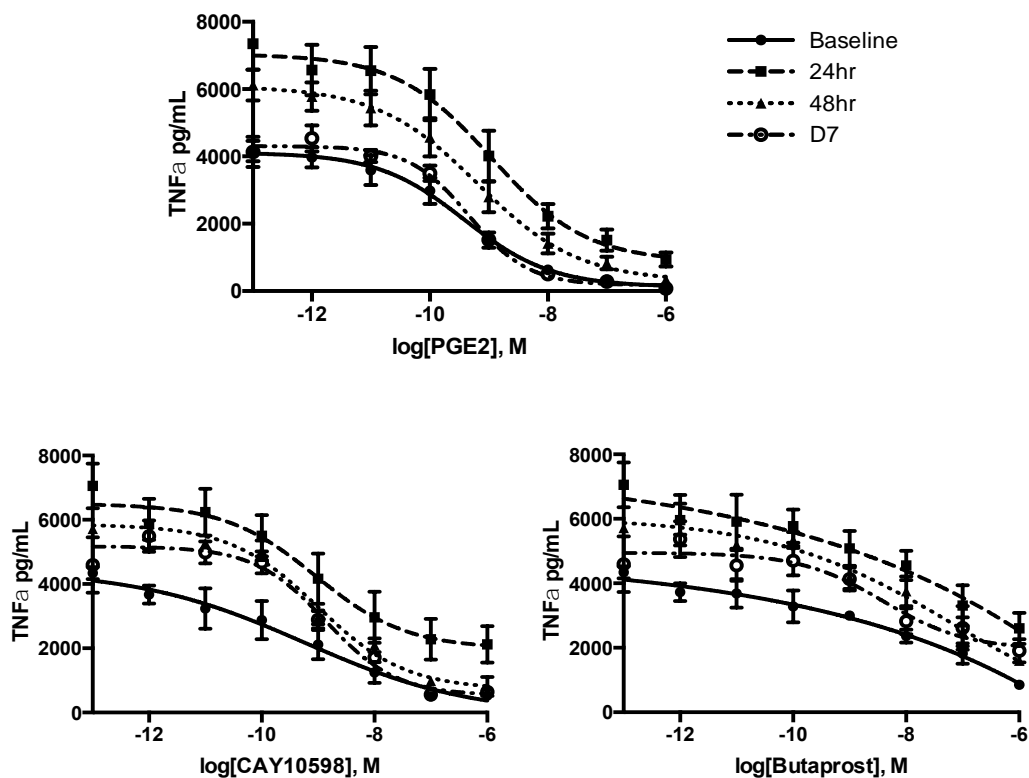 8000
6000
4000
2000
0
TNFa pg/mL
-12
-10
-8
-6
log[PGE2], M
Baseline
24hr
48hr
D7
8000
6000
4000
2000
0
TNFa pg/mL
-12
-10
-8
-6
log[CAY10598], M
8000
6000
4000
2000
0
TNFa pg/mL
-12
-10
-8
-6
log[Butaprost], M